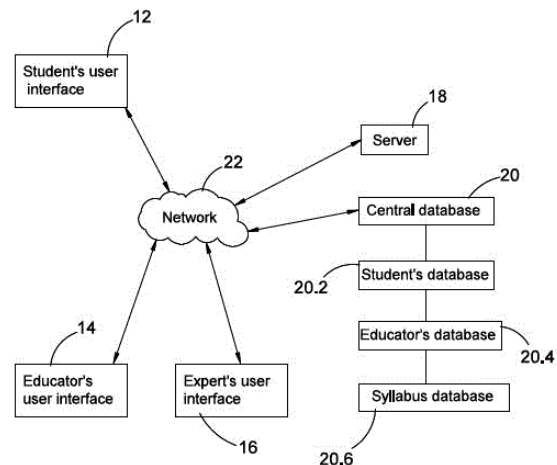 12
Student's user
interface
18
Server
22
Network
20
Central database
20.2
Student's database
14
Educator's database
20.4
Educator's
user interface
Expert's user
interface
16
Syllabus database
20.6